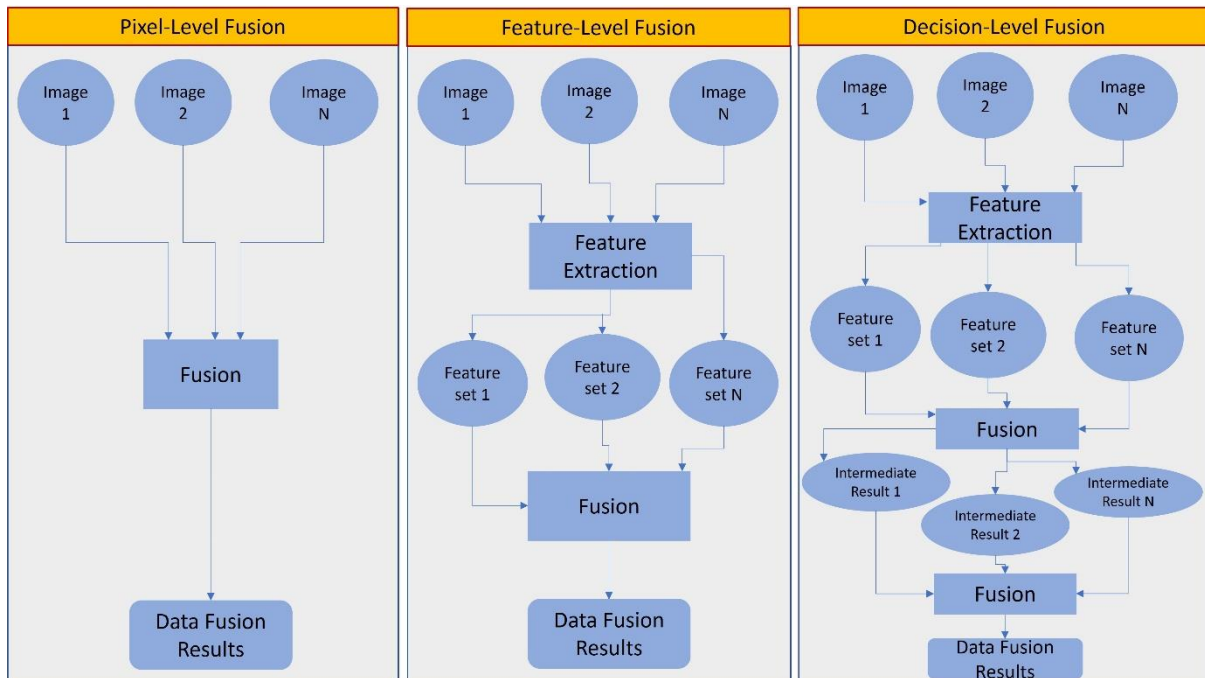 Pixel-Level Fusion
Image
1
Image
2
Image
N
Fusion
Data Fusion
Results
Feature-Level Fusion
Image
1
Image
2
Image
N
Feature
Extraction
Feature
set 1
Feature
set 2
Feature
set N
Fusion
Data Fusion
Results
Decision-Level Fusion
Image
1
Image
2
Image
N
Feature
Extraction
Feature
set 1
Feature
set 2
Feature
set N
Fusion
Intermediate
Result 1
Intermediate
Result 2
Intermediate
Result N
Fusion
Data Fusion
Results